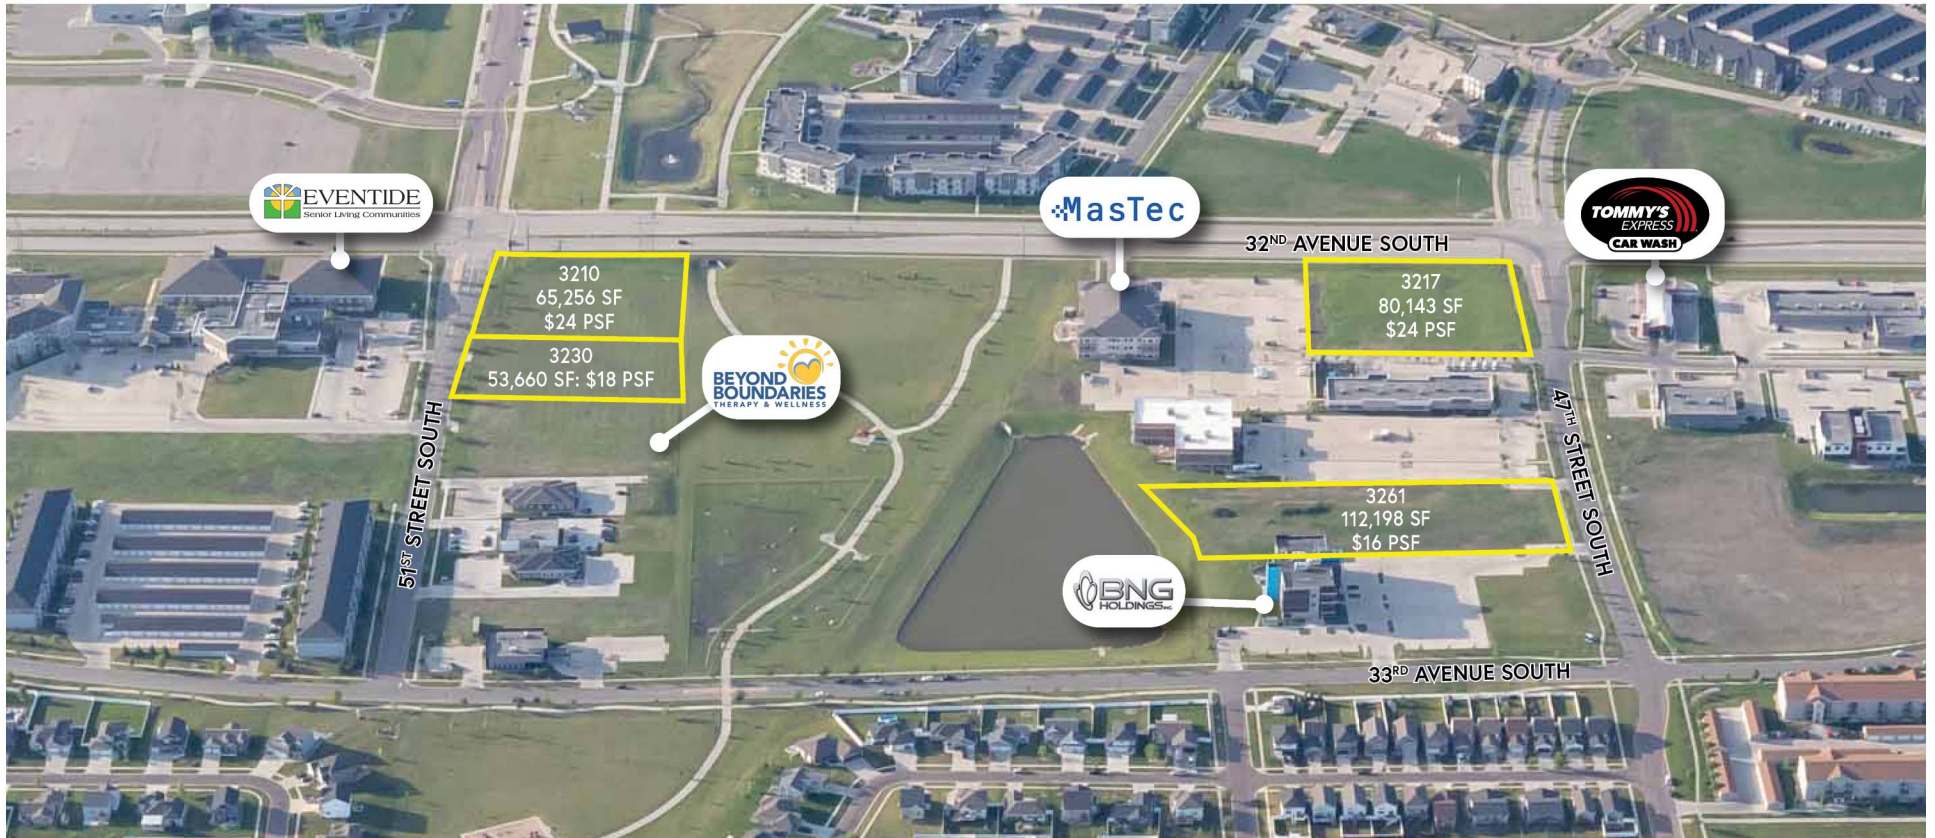 EVENTIDE
Senior Living Communities
MasTec
TOMMY'S
EXPRESS
CAR WASH
32ND AVENUE SOUTH
3210
65,256 SF
$24 PSF
3230
53,660 SF: $18 PSF
3217
80,143 SF
$24 PSF
BEYOND
BOUNDARIES
THERAPY & WELLNESS
51ST STREET SOUTH
47TH STREET SOUTH
3261
112,198 SF
$16 PSF
BNG
HOLDINGS INC.
33RD AVENUE SOUTH